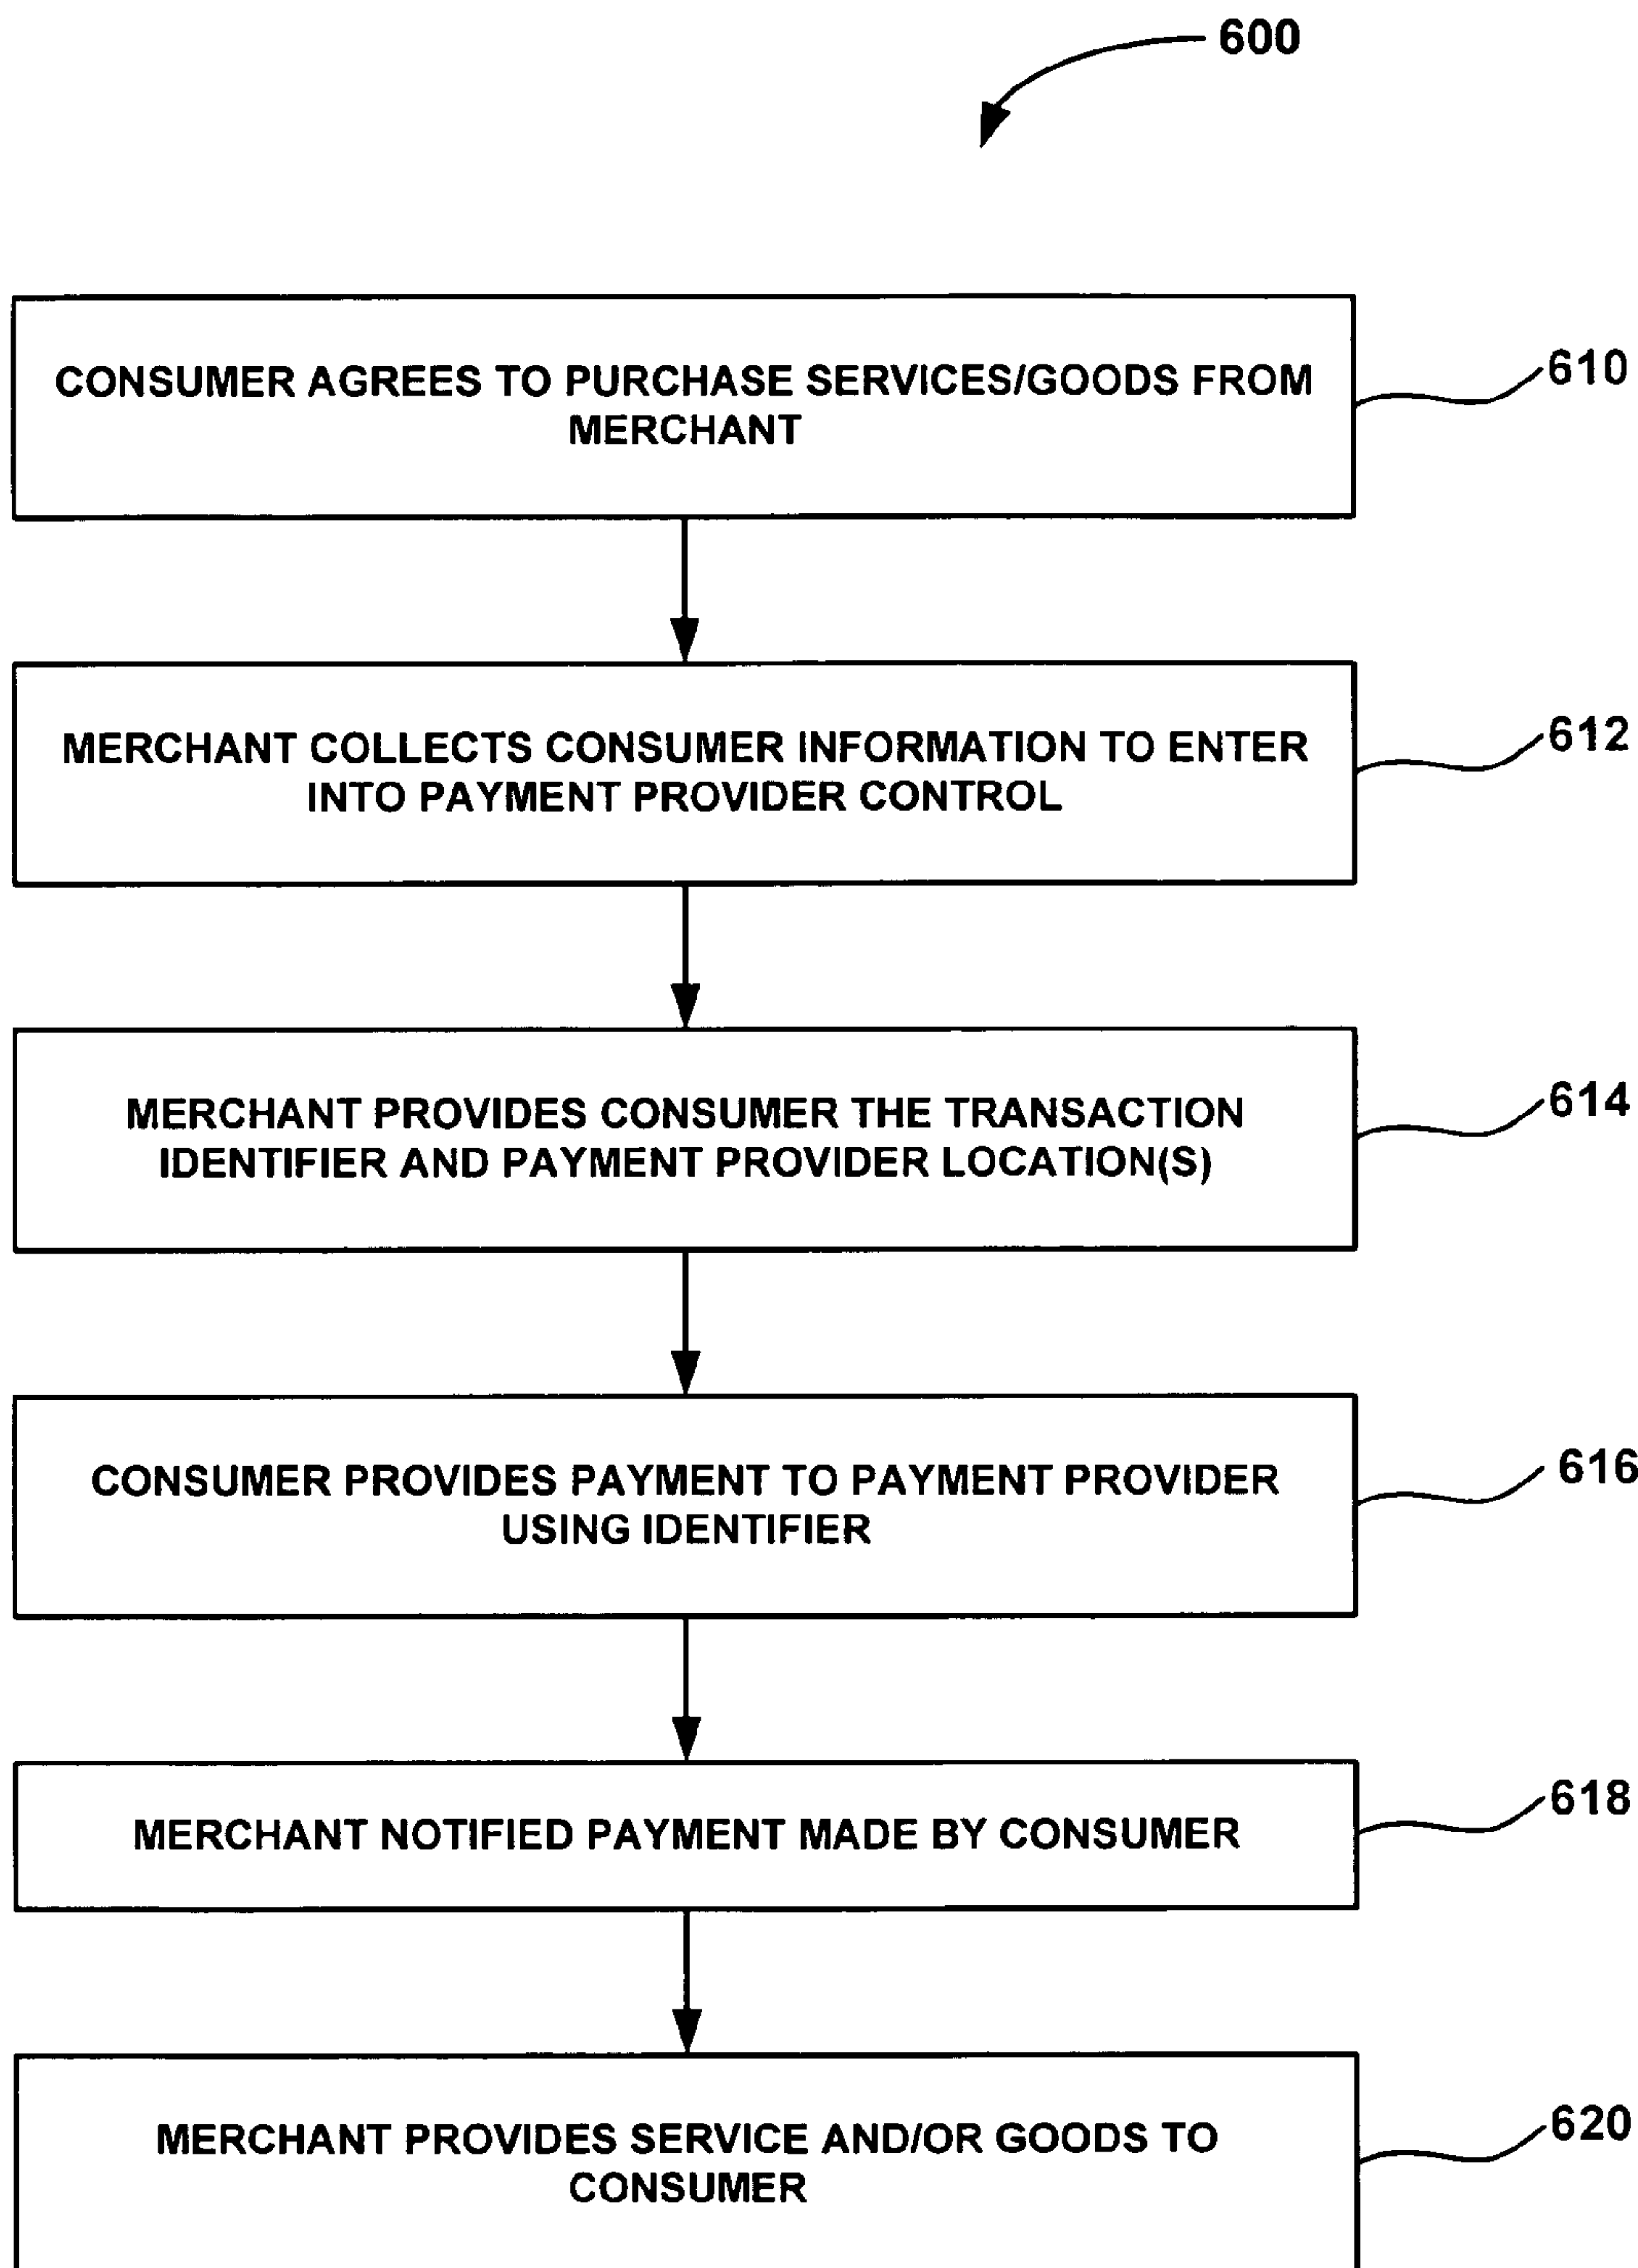 600
CONSUMER AGREES TO PURCHASE SERVICES/GOODS FROM
MERCHANT
610
MERCHANT COLLECTS CONSUMER INFORMATION TO ENTER
INTO PAYMENT PROVIDER CONTROL
612
MERCHANT PROVIDES CONSUMER THE TRANSACTION
IDENTIFIER AND PAYMENT PROVIDER LOCATION(S)
614
CONSUMER PROVIDES PAYMENT TO PAYMENT PROVIDER
USING IDENTIFIER
616
MERCHANT NOTIFIED PAYMENT MADE BY CONSUMER
618
MERCHANT PROVIDES SERVICE AND/OR GOODS TO
CONSUMER
620